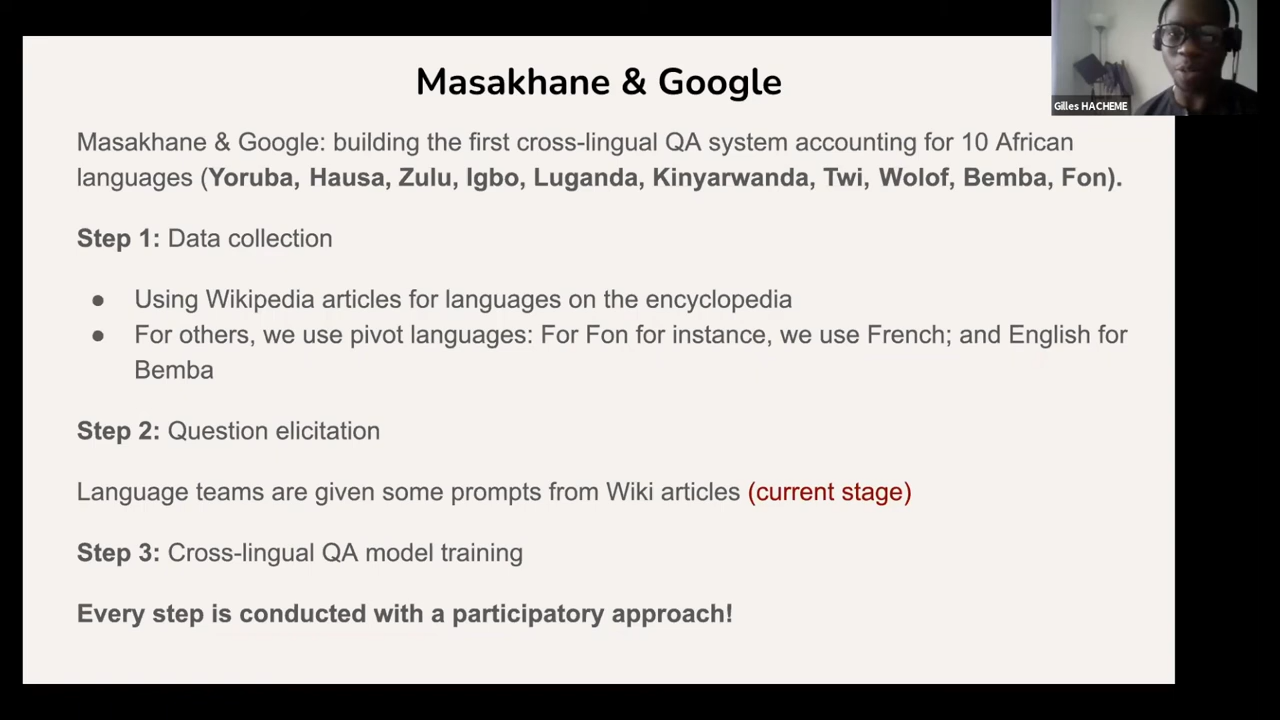 Masakhane & Google
Gilles HACHEME
Masakhane & Google: building the first cross-lingual QA system accounting for 10 African
languages (Yoruba, Hausa, Zulu, Igbo, Luganda, Kinyarwanda, Twi, Wolof, Bemba, Fon).
Step 1: Data collection
● Using Wikipedia articles for languages on the encyclopedia
● For others, we use pivot languages: For Fon for instance, we use French; and English for
Bemba
Step 2: Question elicitation
Language teams are given some prompts from Wiki articles (current stage)
Step 3: Cross-lingual QA model training
Every step is conducted with a participatory approach!